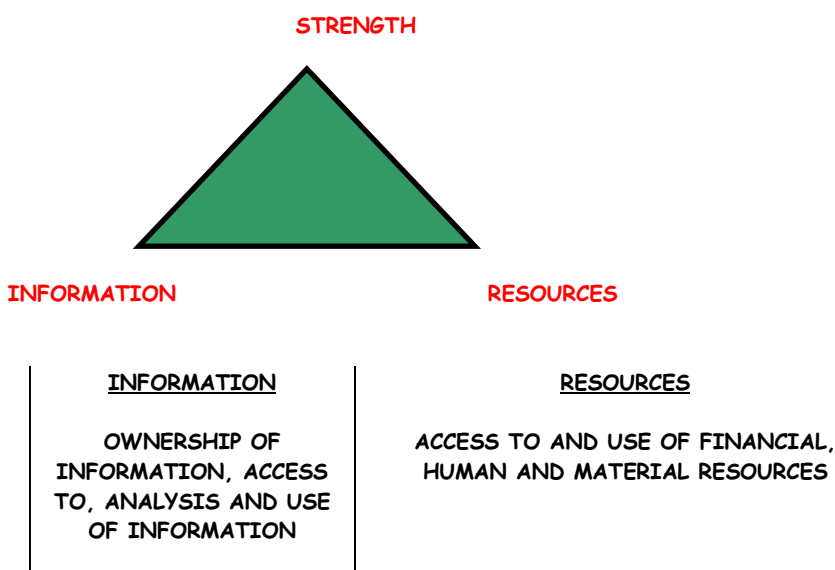 STRENGTH
INFORMATION
RESOURCES
INFORMATION
OWNERSHIP OF
INFORMATION, ACCESS
TO, ANALYSIS AND USE
OF INFORMATION
RESOURCES
ACCESS TO AND USE OF FINANCIAL,
HUMAN AND MATERIAL RESOURCES